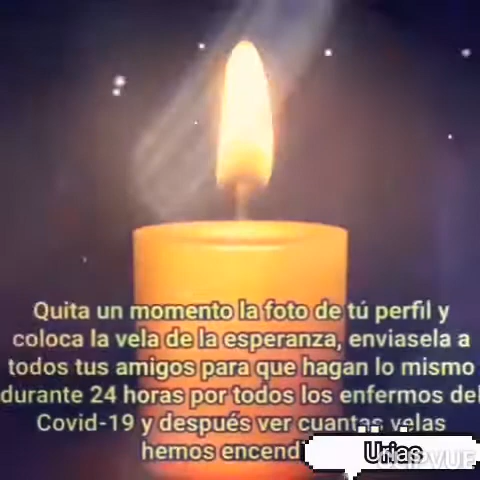 Quita un momento la foto de tú perfil y
coloca la vela de la esperanza, enviasela a
todos tus amigos para que hagan lo mismo
durante 24 horas por todos los enfermos del
Covid-19 y después ver cuantas velas
hemos encendi
Urias